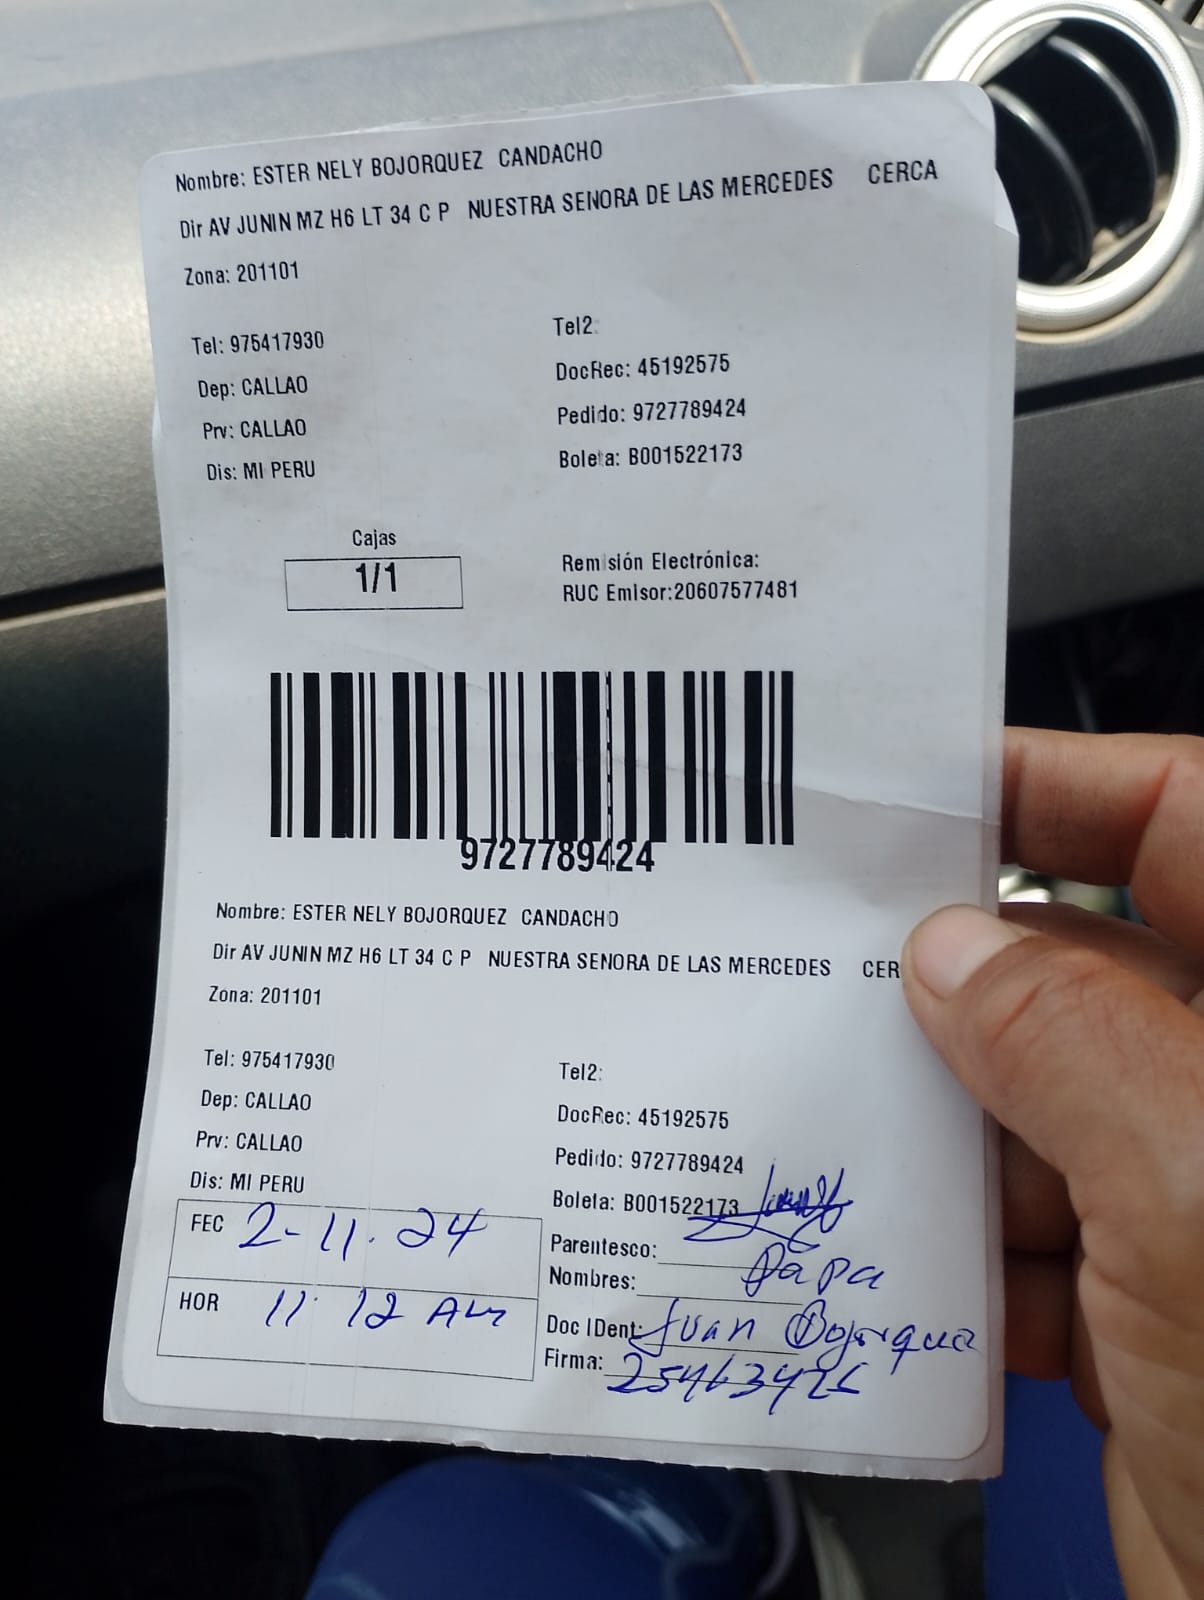 Nombre: ESTER NELY BOJORQUEZ CANDACHO
Dir AV JUNIN MZ H6 LT 34 C P NUESTRA SENORA DE LAS MERCEDES CERCA
Zona: 201101
Tel: 975417930
Tel2:
Dep: CALLAO
DocRec: 45192575
Prv: CALLAO
Pedido: 9727789424
Dis: MI PERU
Boleta: B001522173
Cajas
1/1
Remisión Electrónica:
RUC Emisor:20607577481
9727789424
Nombre: ESTER NELY BOJORQUEZ CANDACHO
Dir AV JUNIN MZ H6 LT 34 C P NUESTRA SENORA DE LAS MERCEDES CER
Zona: 201101
Tel: 975417930
Tel2:
Dep: CALLAO
DocRec: 45192575
Prv: CALLAO
Pedido: 9727789424
Dis: MI PERU
Boleta: B001522173
FEC 2-11.24
Parentesco:
Nombres: Papa
HOR 11:12 AM
Doc IDent: Juan Bojorquez
Firma: